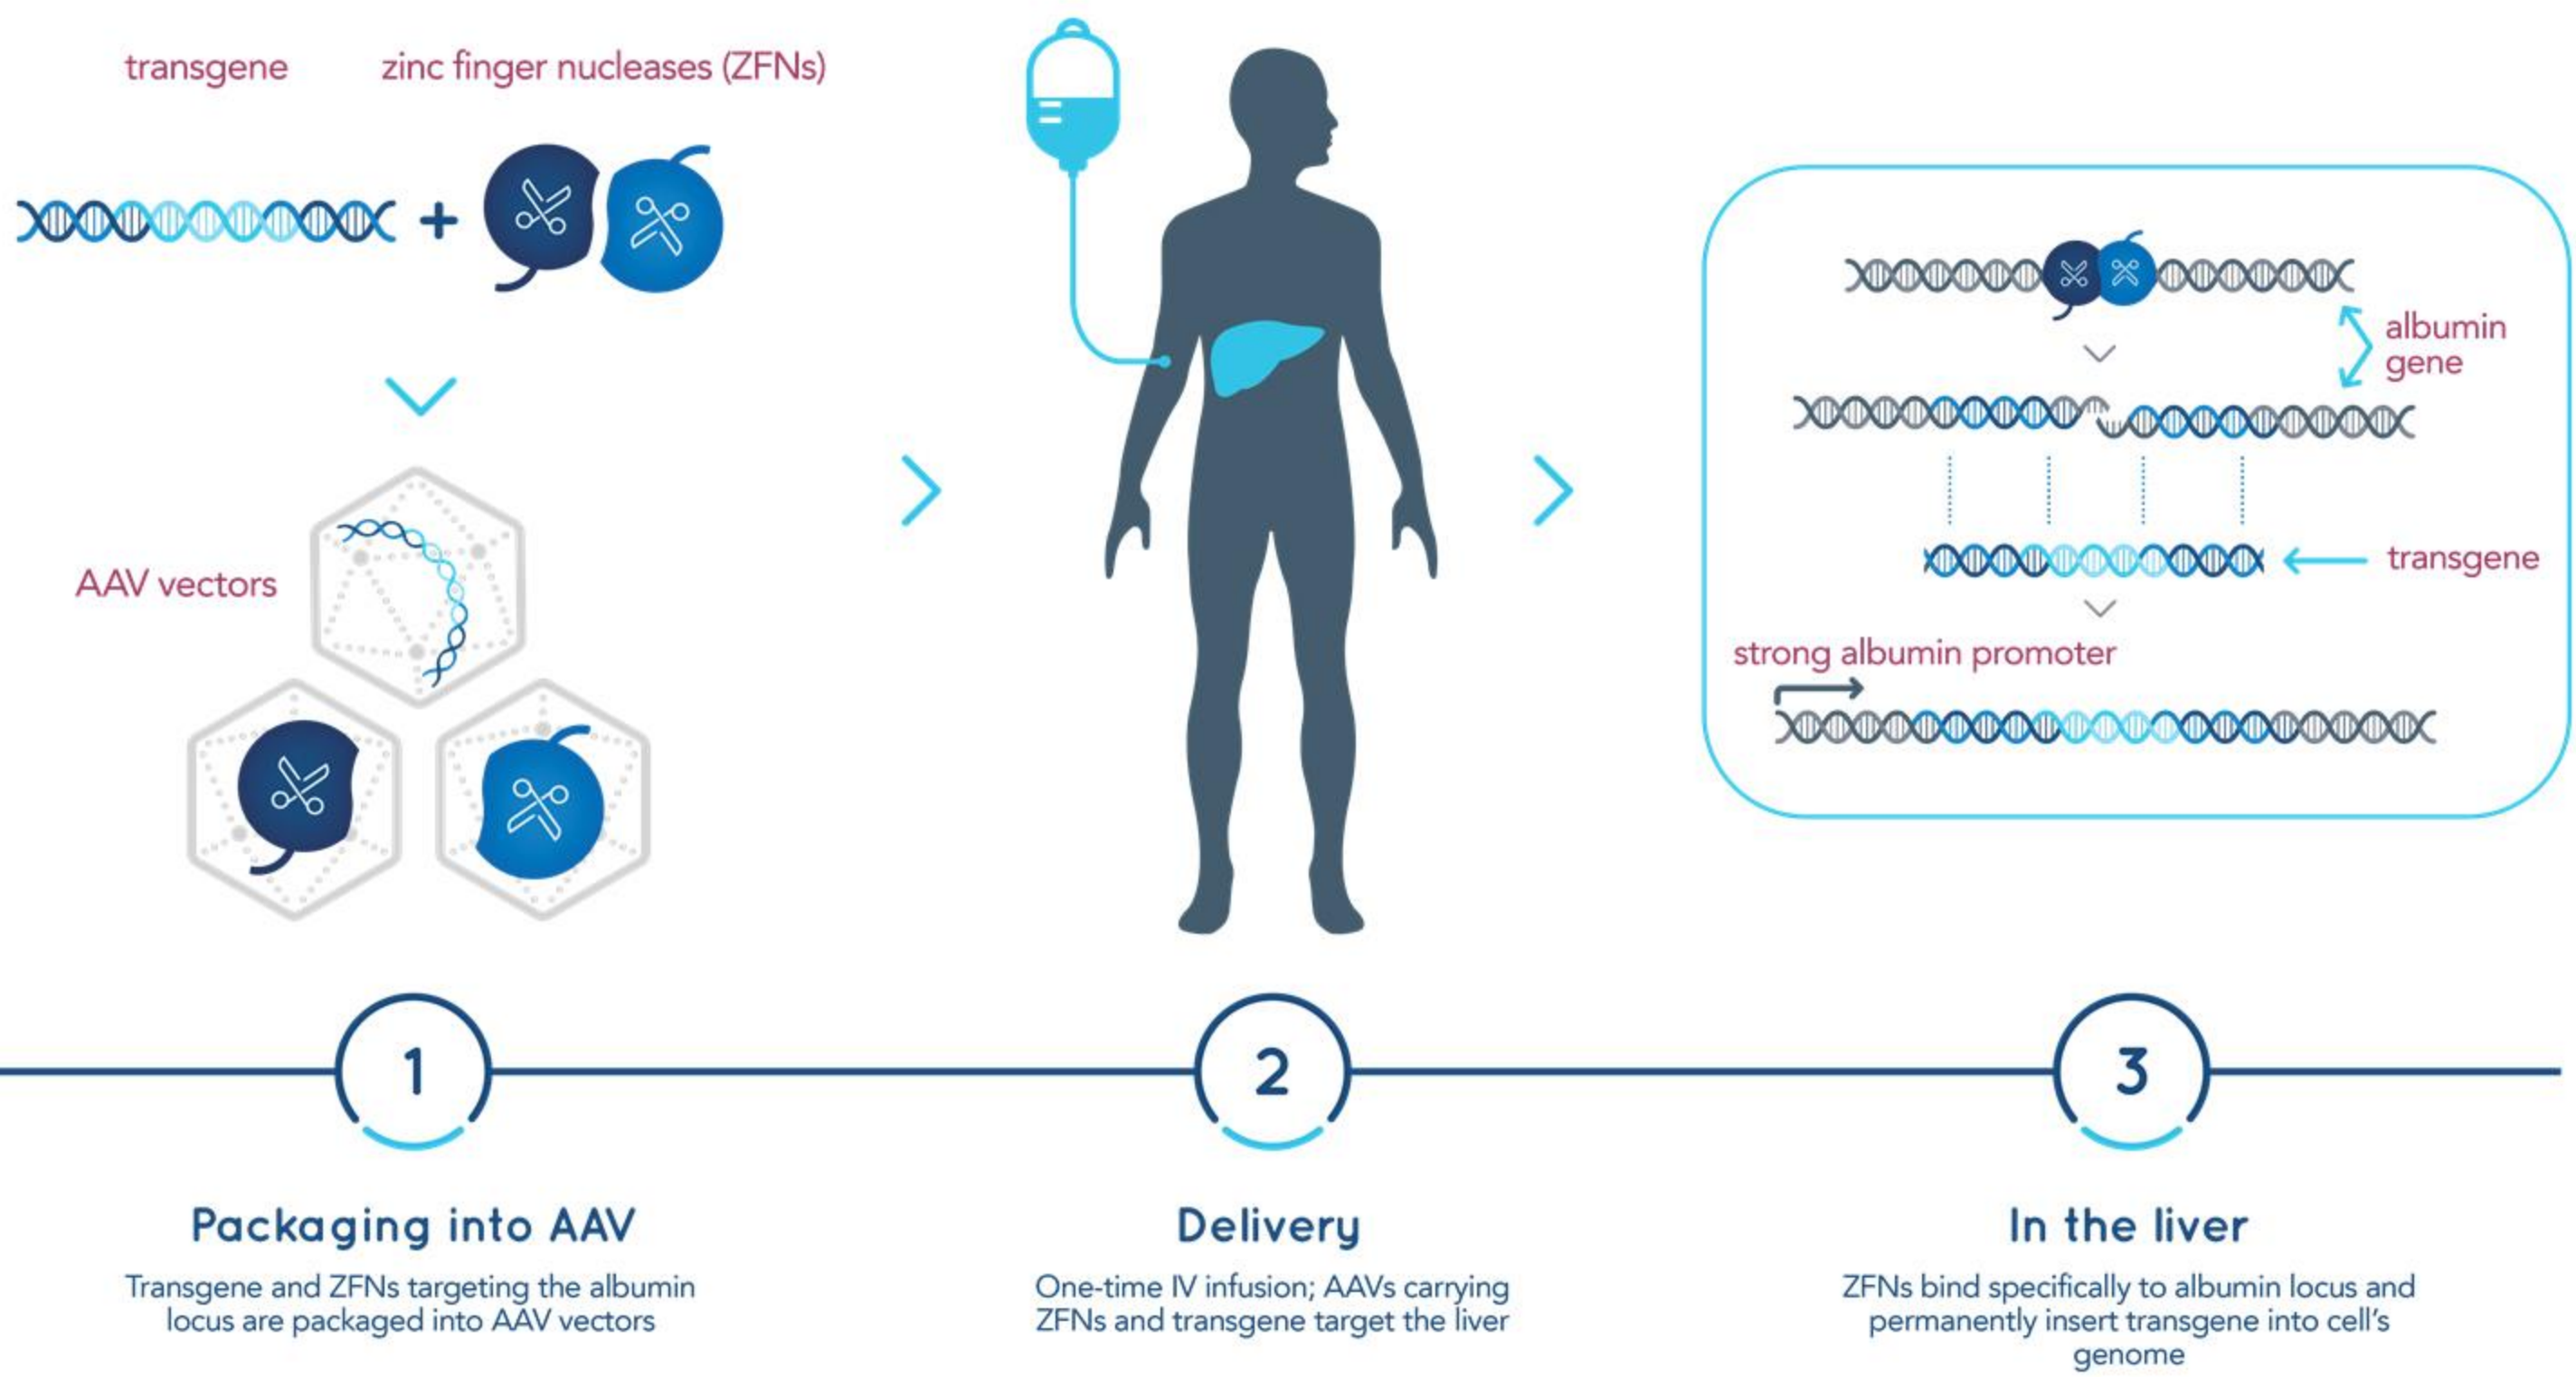 transgene
zinc finger nucleases (ZFNs)
AAV vectors
albumin
gene
transgene
strong albumin promoter
1
2
3
Packaging into AAV
Transgene and ZFNs targeting the albumin
locus are packaged into AAV vectors
Delivery
One-time IV infusion; AAVs carrying
ZFNs and transgene target the liver
In the liver
ZFNs bind specifically to albumin locus and
permanently insert transgene into cell's
genome